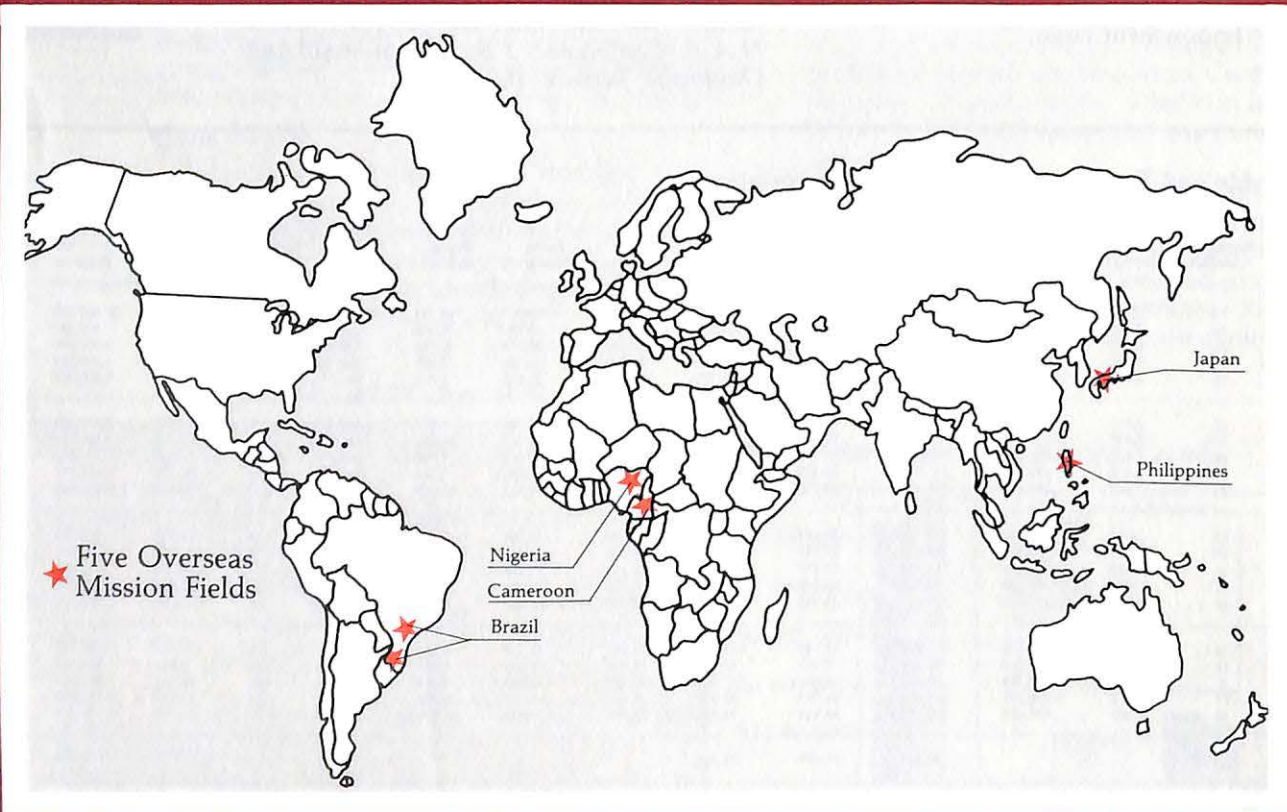 Japan
Philippines
Nigeria
Cameroon
Brazil
Five Overseas
Mission Fields